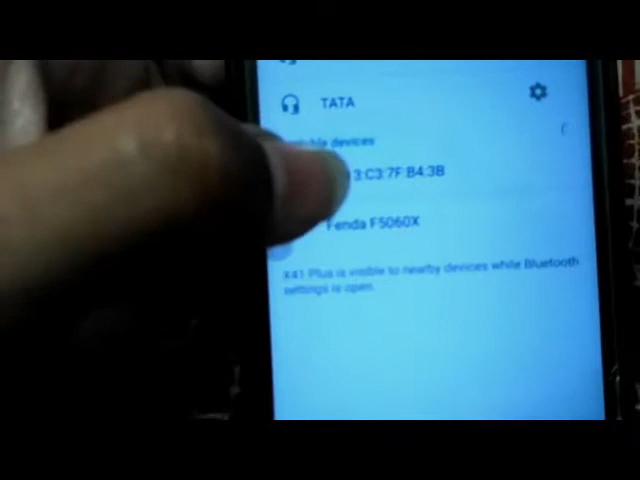 TATA
devices
3:C3:7F:B4:3B
Fenda F5060X
X41 Plus is visible to nearby devices while Bluetooth
settings is open.